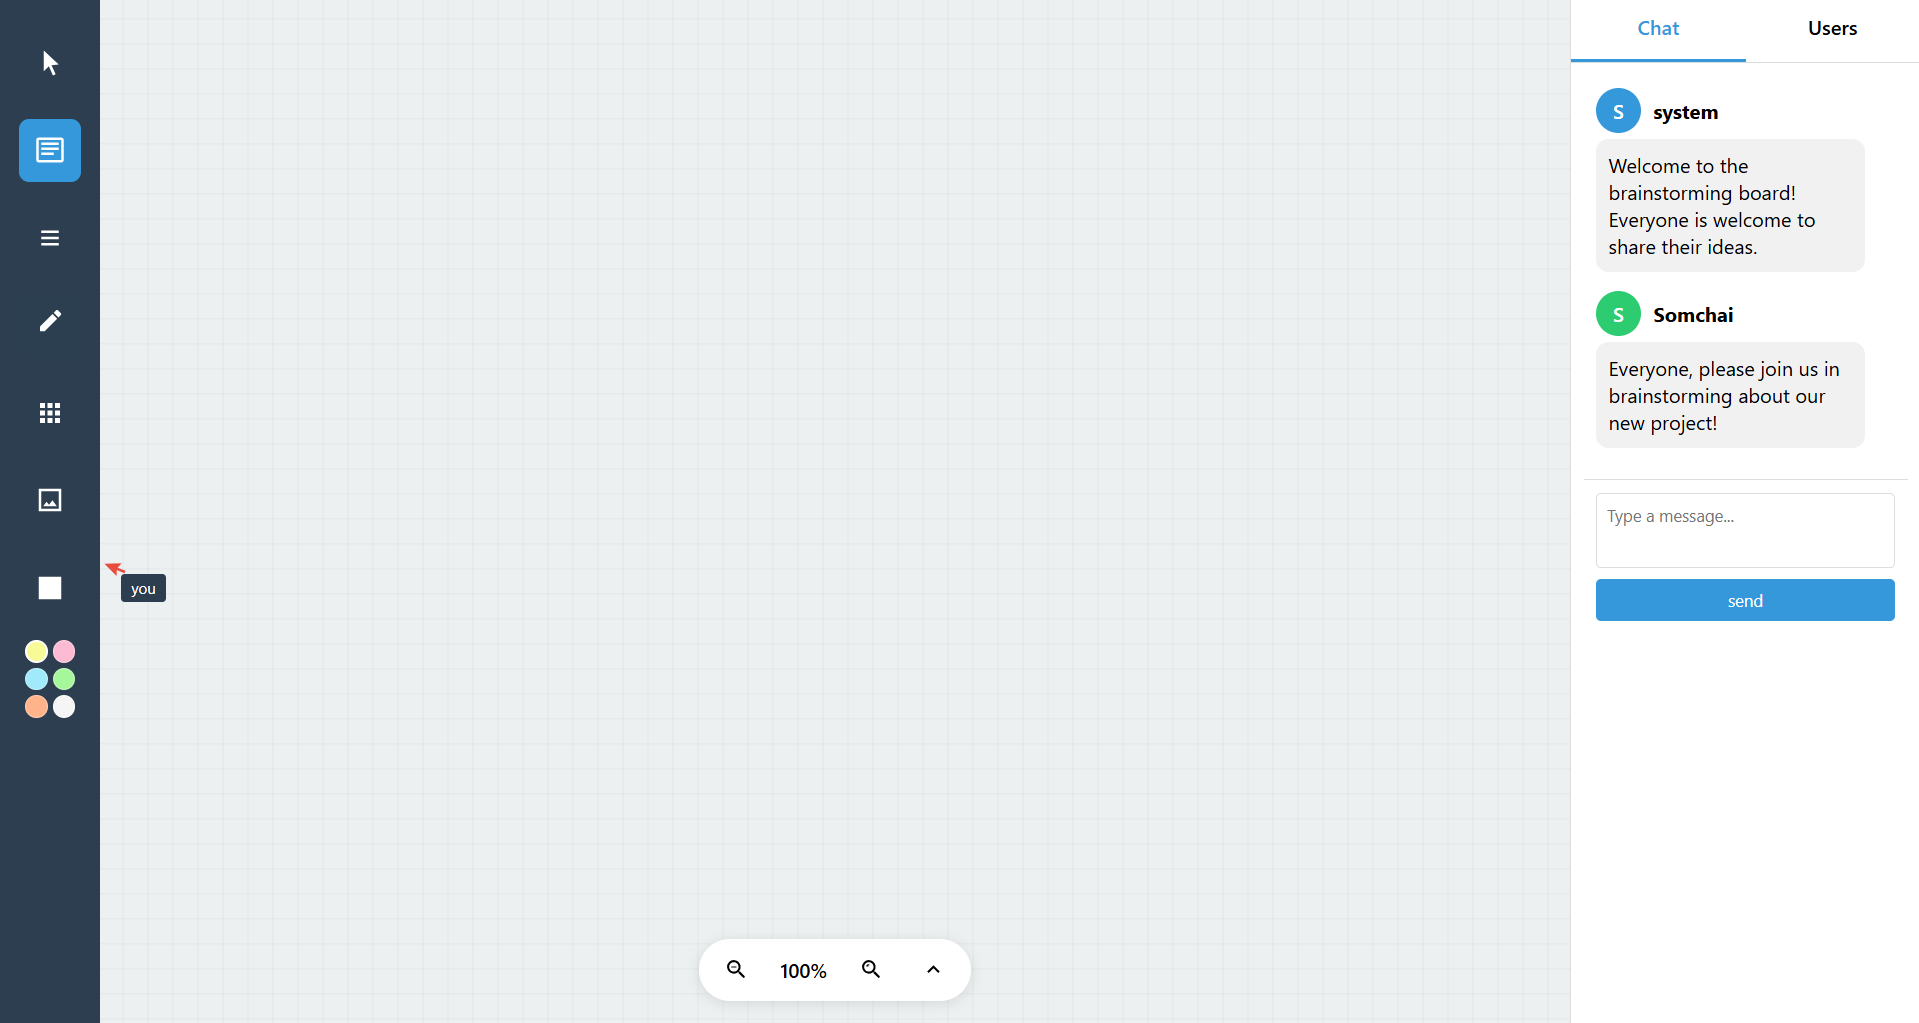 Chat
Users
S
system
Welcome to the
brainstorming board!
Everyone is welcome to
share their ideas.
S
Somchai
Everyone, please join us in
brainstorming about our
new project!
Type a message...
send
you
100%